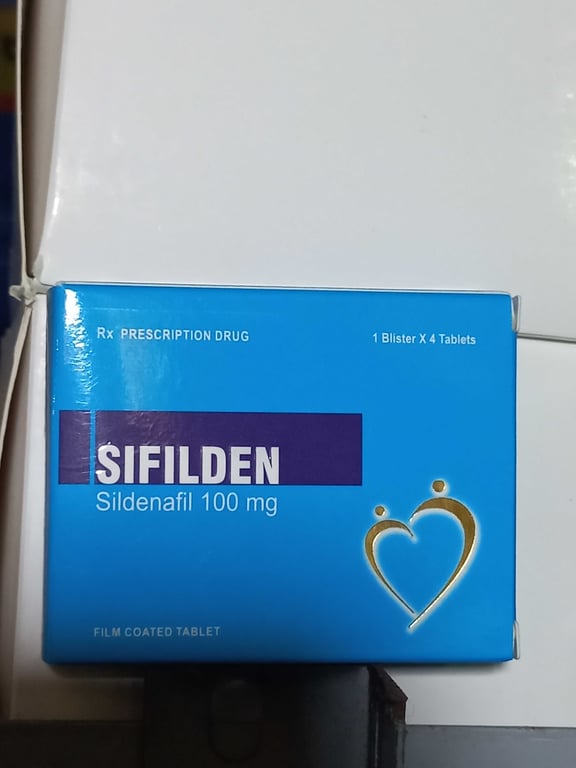 Rx PRESCRIPTION DRUG
1 Blister X 4 Tablets
SIFILDEN
Sildenafil 100 mg
FILM COATED TABLET